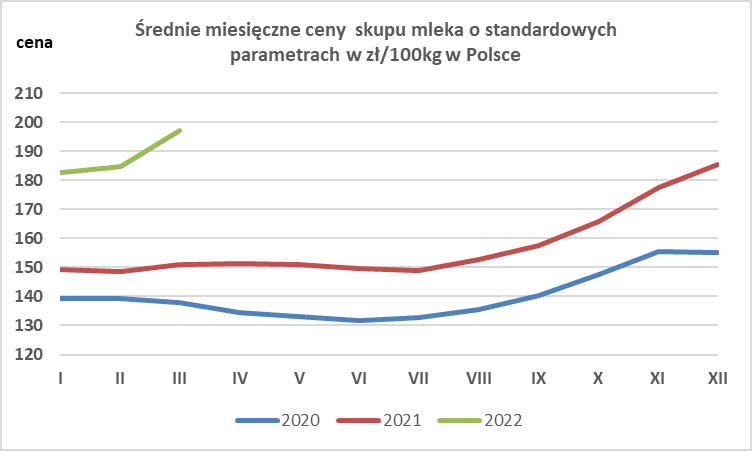 Średnie miesięczne ceny skupu mleka o standardowych
parametrach w zł/100kg w Polsce
cena
210
200
190
180
170
160
150
140
130
120
I II III IV V VI VII VIII IX X XI XII
2020 2021 2022